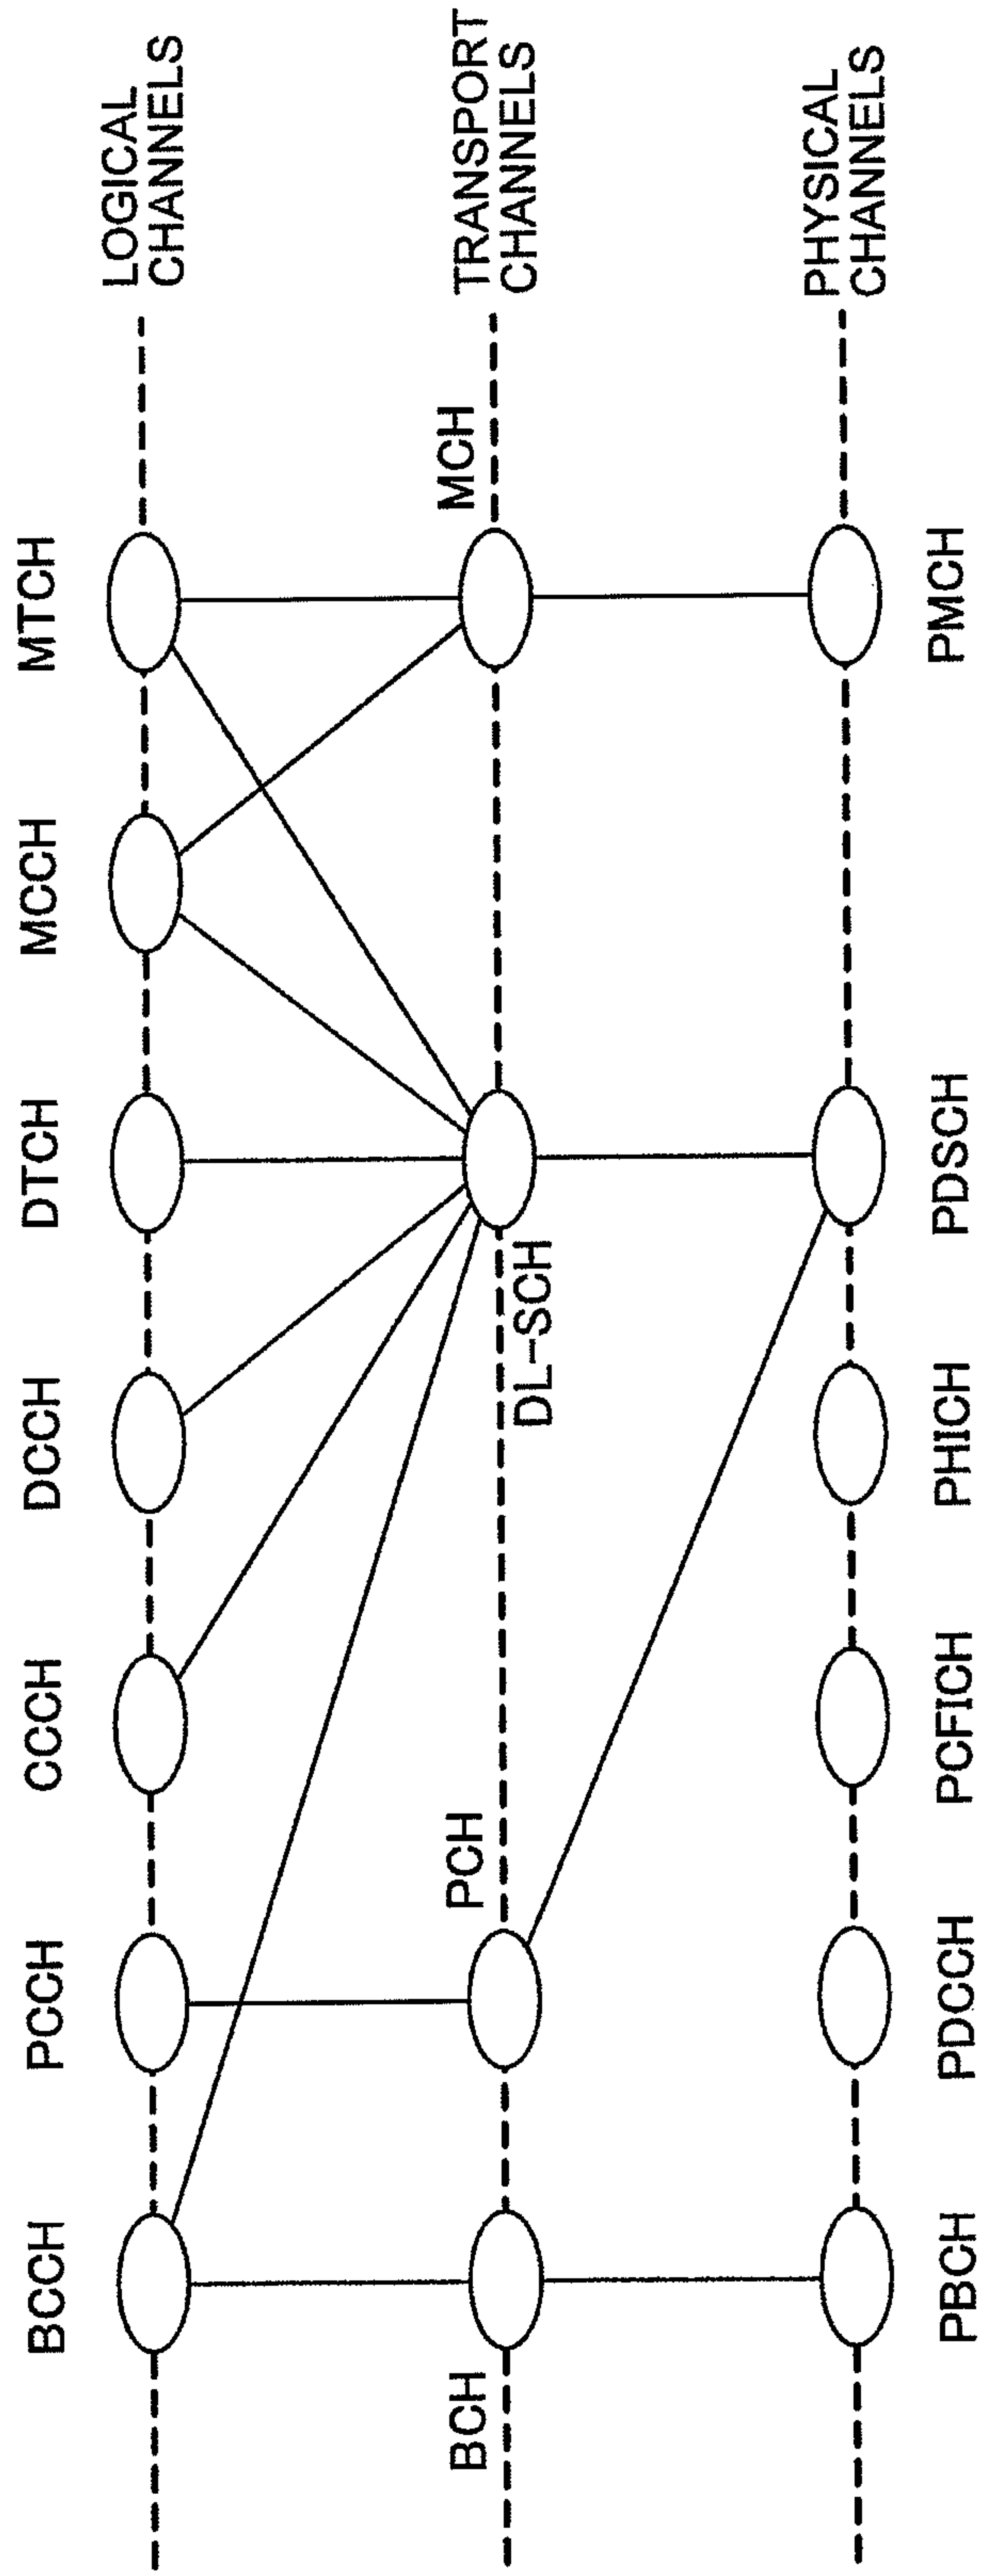 BCCH
PCCH
CCCH
DCCH
DTCH
MCCH
MTCH
LOGICAL
CHANNELS
BCH
PCH
DL-SCH
MCH
TRANSPORT
CHANNELS
PBCH
PDCCH
PCFICH
PHICH
PDSCH
PMCH
PHYSICAL
CHANNELS